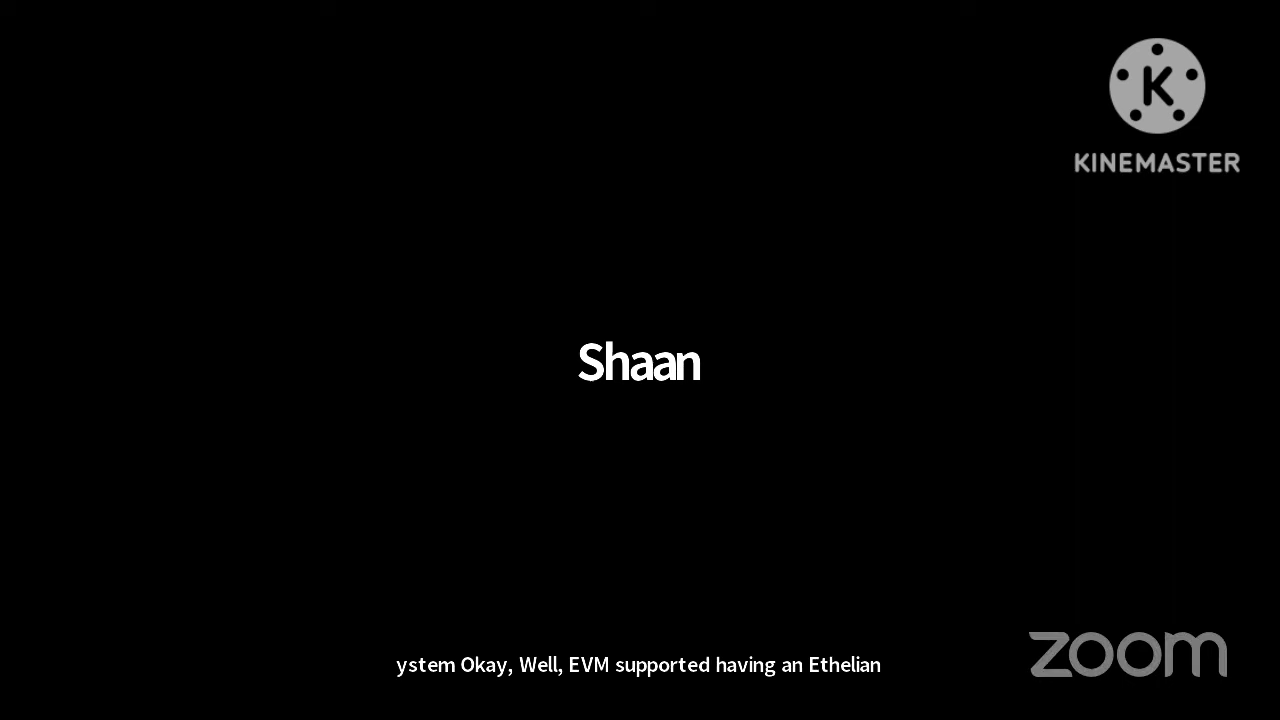 K
KINEMASTER
Shaan
ystem Okay, Well, EVM supported having an Ethelian
zoom